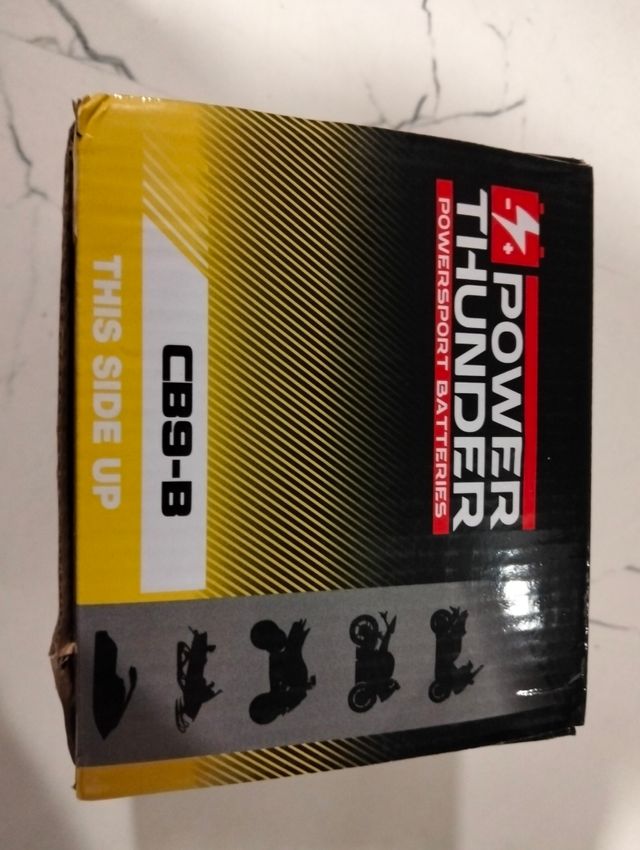 POWER
THUNDER
POWERSPORT BATTERIES
CB9-B
THIS SIDE UP